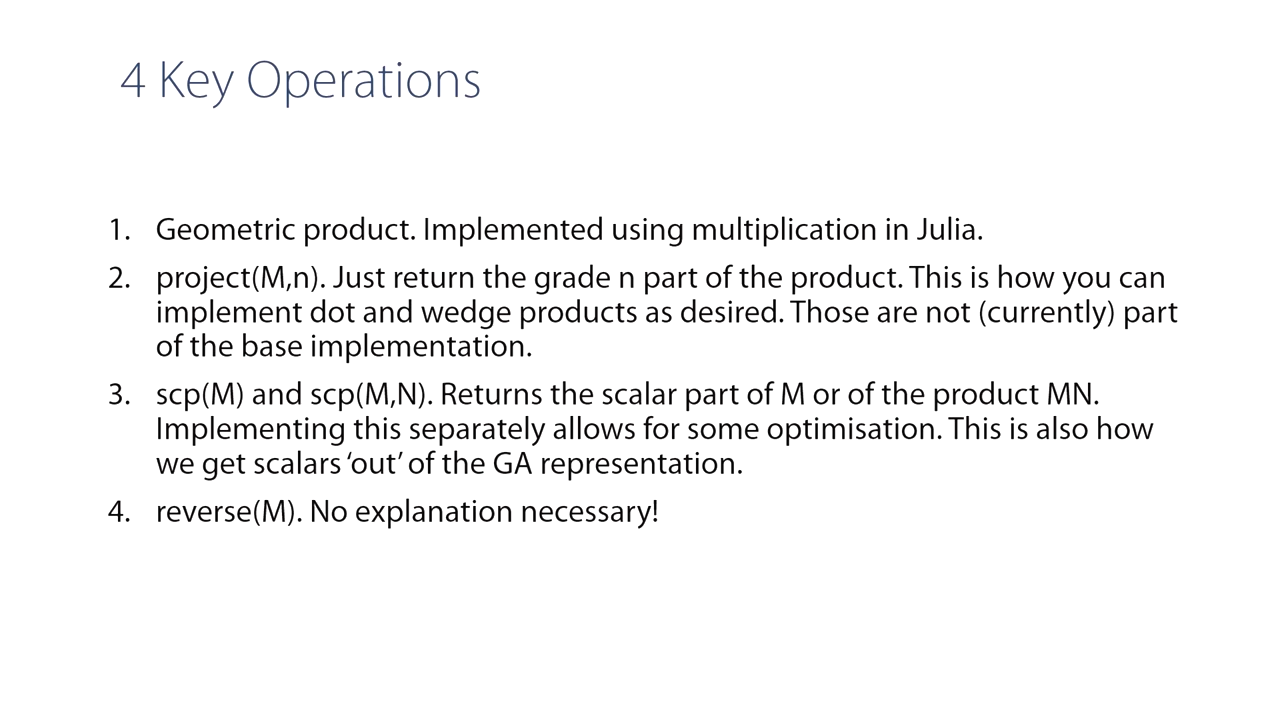 4 Key Operations
1. Geometric product. Implemented using multiplication in Julia.
2. project(M,n). Just return the grade n part of the product. This is how you can
implement dot and wedge products as desired. Those are not (currently) part
of the base implementation.
3. scp(M) and scp(M,N). Returns the scalar part of M or of the product MN.
Implementing this separately allows for some optimisation. This is also how
we get scalars ‘out’ of the GA representation.
4. reverse(M). No explanation necessary!